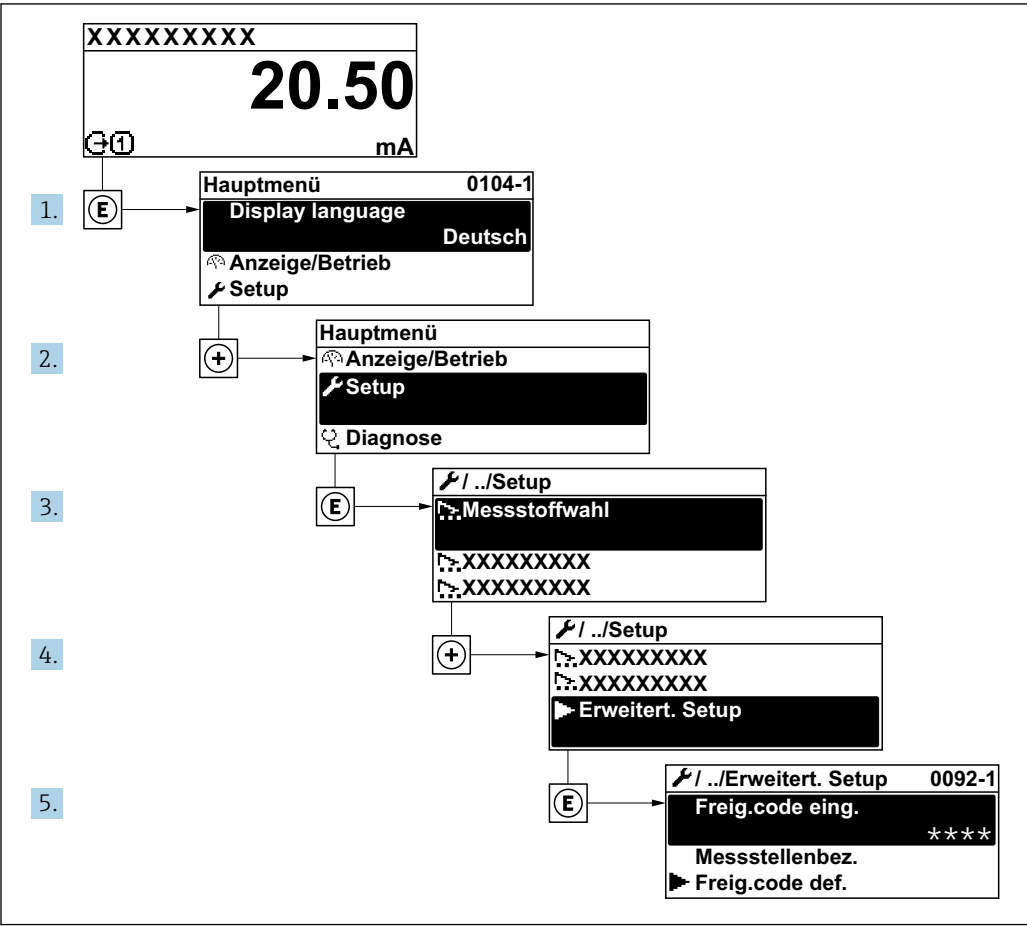 XXXXXXXXX
20.50
1 mA
Hauptmenü 0104-1
1. E Display language
Deutsch
Anzeige/Betrieb
Setup
Hauptmenü
2. + Anzeige/Betrieb
Setup
Diagnose
/ ../Setup
3. E Messstoffwahl
XXXXXXXXX
XXXXXXXXX
/ ../Setup
4. + XXXXXXXXX
XXXXXXXXX
Erweitert. Setup
/ ../Erweitert. Setup 0092-1
5. E Freig.code eing.
****
Messstellenbez.
Freig.code def.